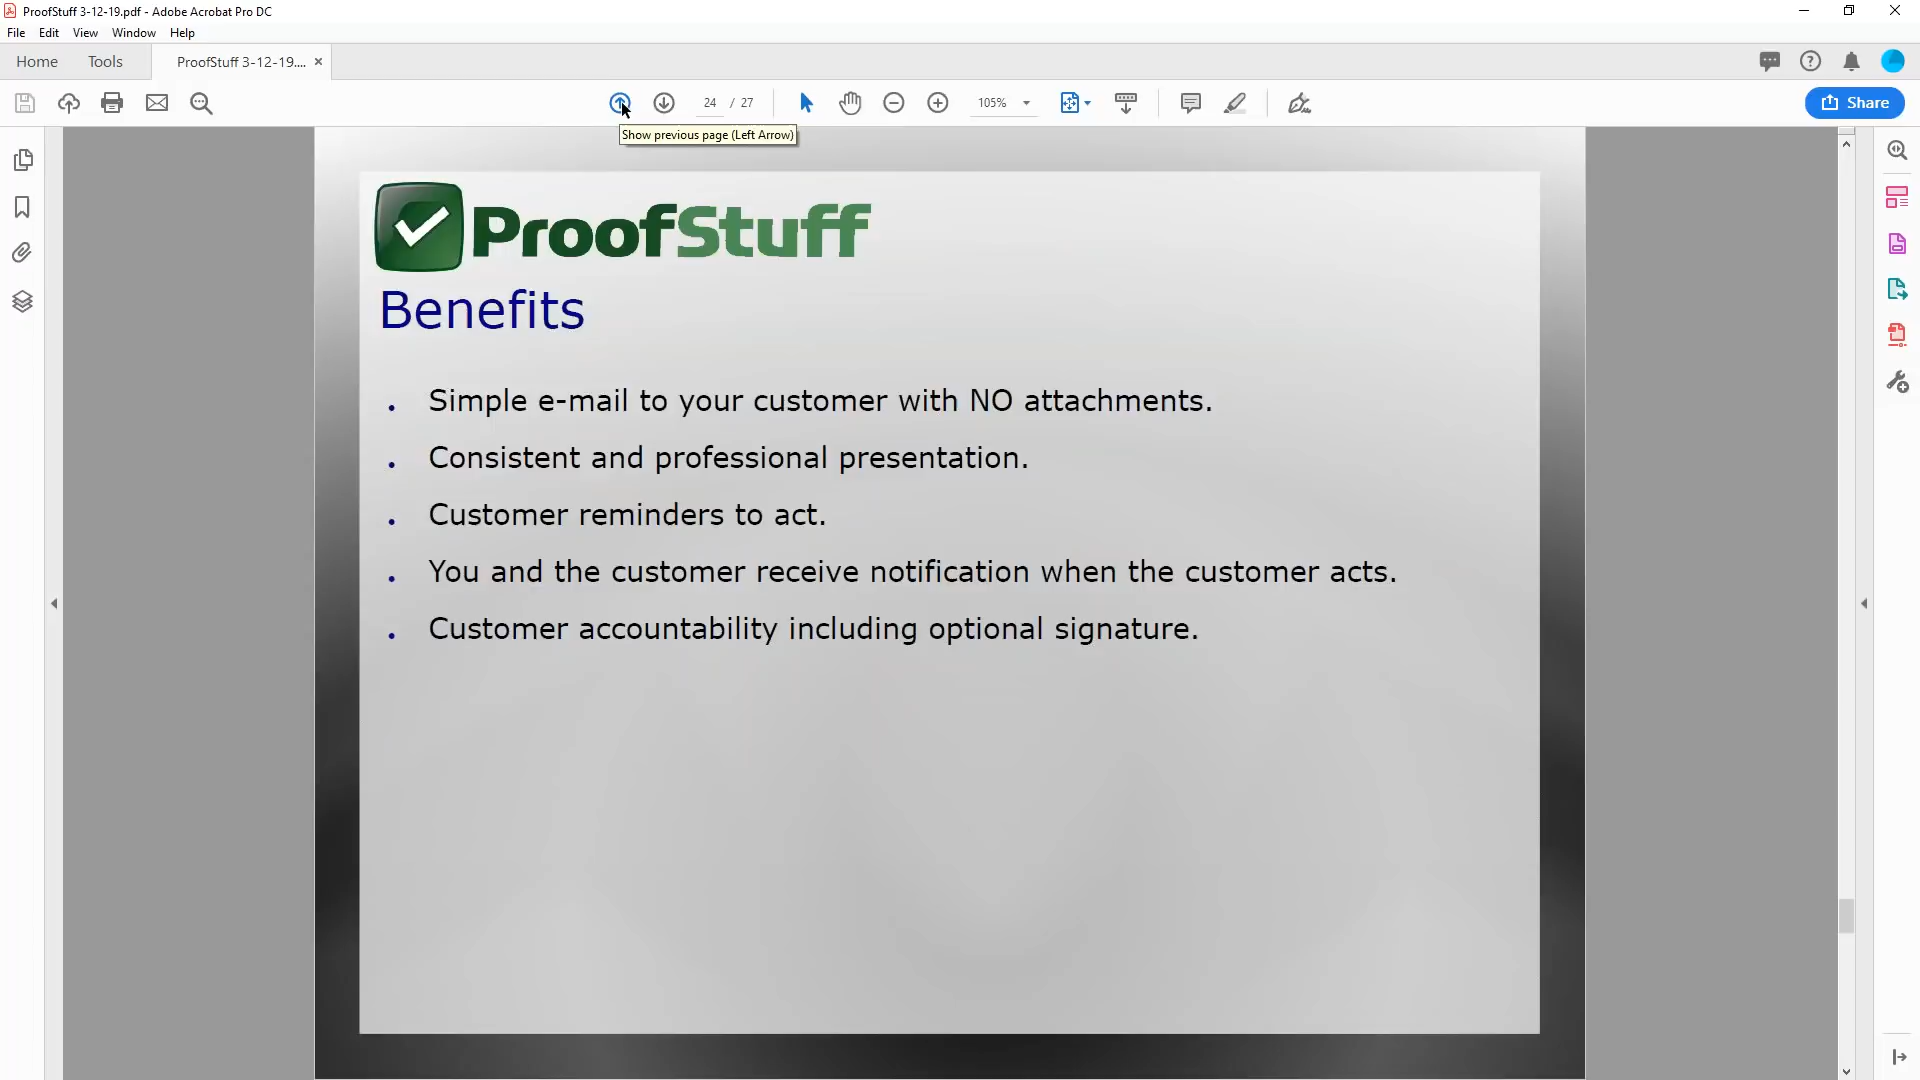 ProofStuff 3-12-19.pdf - Adobe Acrobat Pro DC
File Edit View Window Help
Home Tools ProofStuff 3-12-19.... ×
24 / 27 105% Share
Show previous page (Left Arrow)
ProofStuff
Benefits
• Simple e-mail to your customer with NO attachments.
• Consistent and professional presentation.
• Customer reminders to act.
• You and the customer receive notification when the customer acts.
• Customer accountability including optional signature.